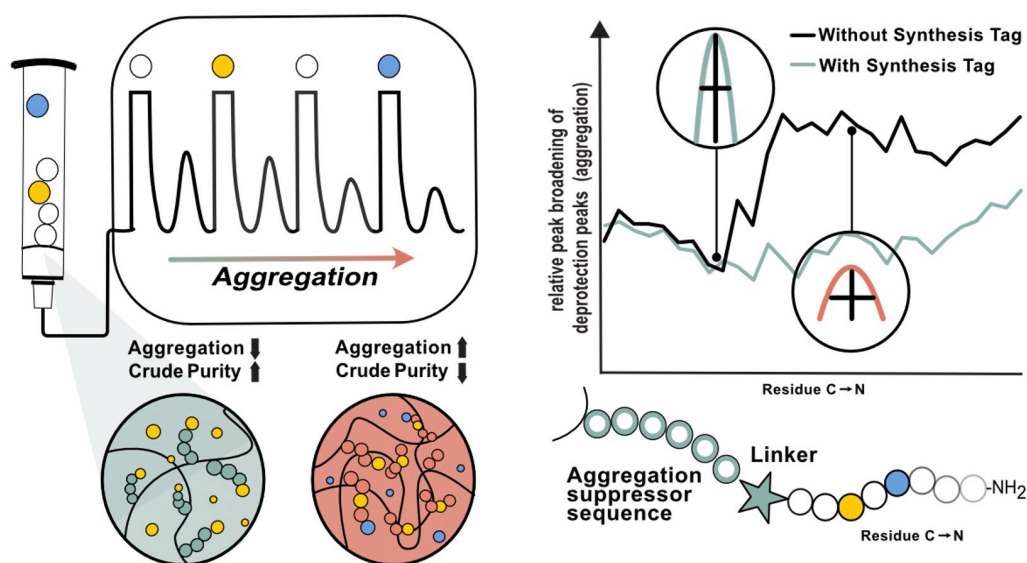 Aggregation
Aggregation ⬇
Crude Purity ⬆
Aggregation ⬆
Crude Purity ⬇
Without Synthesis Tag
With Synthesis Tag
relative peak broadening of
deprotection peaks (aggregation)
Residue C→N
Aggregation
suppressor
sequence
Linker
-NH2
Residue C→N